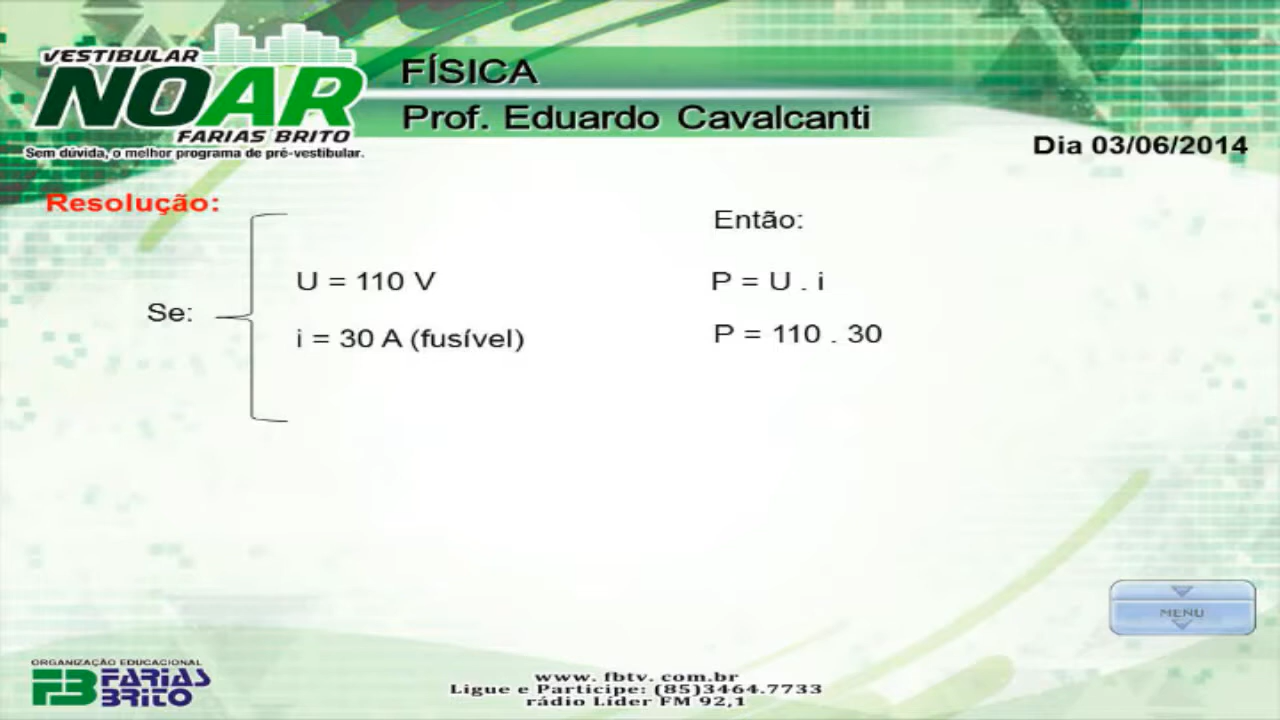 VESTIBULAR
NOAR
FARIAS BRITO
Sem dúvida, o melhor programa de pré-vestibular.
FÍSICA
Prof. Eduardo Cavalcanti
Dia 03/06/2014
Resolução:
Se:
U = 110 V
i = 30 A (fusível)
Então:
P = U . i
P = 110 . 30
MENU
ORGANIZAÇÃO EDUCACIONAL
FB FARIAS
BRITO
www. fbtv. com.br
Ligue e Participe: (85)3464.7733
rádio Líder FM 92,1